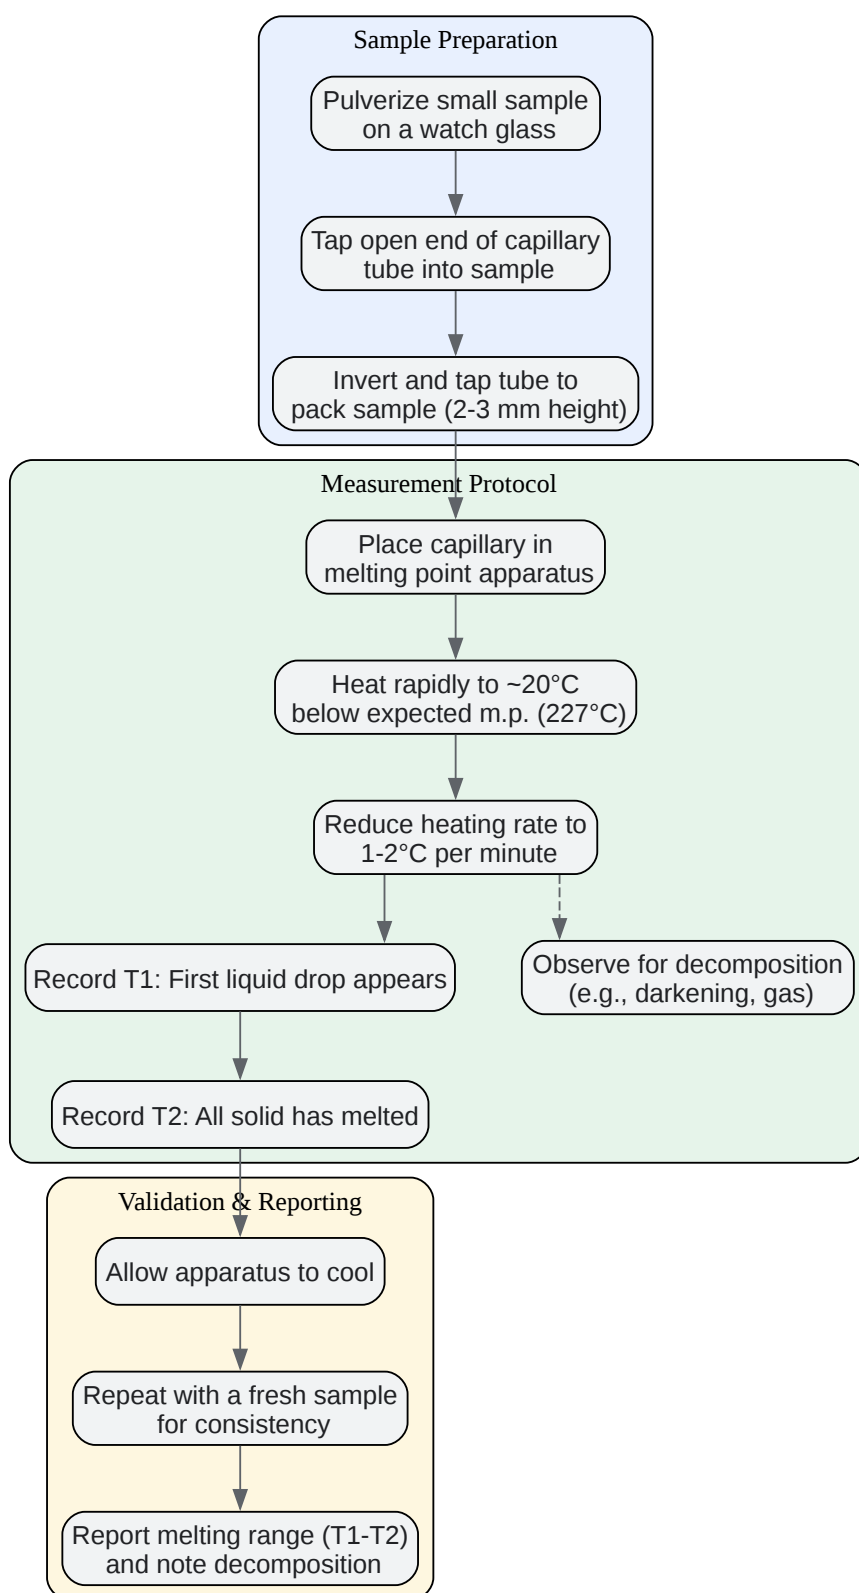 Sample Preparation
Pulverize small sample
on a watch glass
Tap open end of capillary
tube into sample
Invert and tap tube to
pack sample (2-3 mm height)
Measurement Protocol
Place capillary in
melting point apparatus
Heat rapidly to ~20°C
below expected m.p. (227°C)
Reduce heating rate to
1-2°C per minute
Record T1: First liquid drop appears
Observe for decomposition
(e.g., darkening, gas)
Record T2: All solid has melted
Validation & Reporting
Allow apparatus to cool
Repeat with a fresh sample
for consistency
Report melting range (T1-T2)
and note decomposition